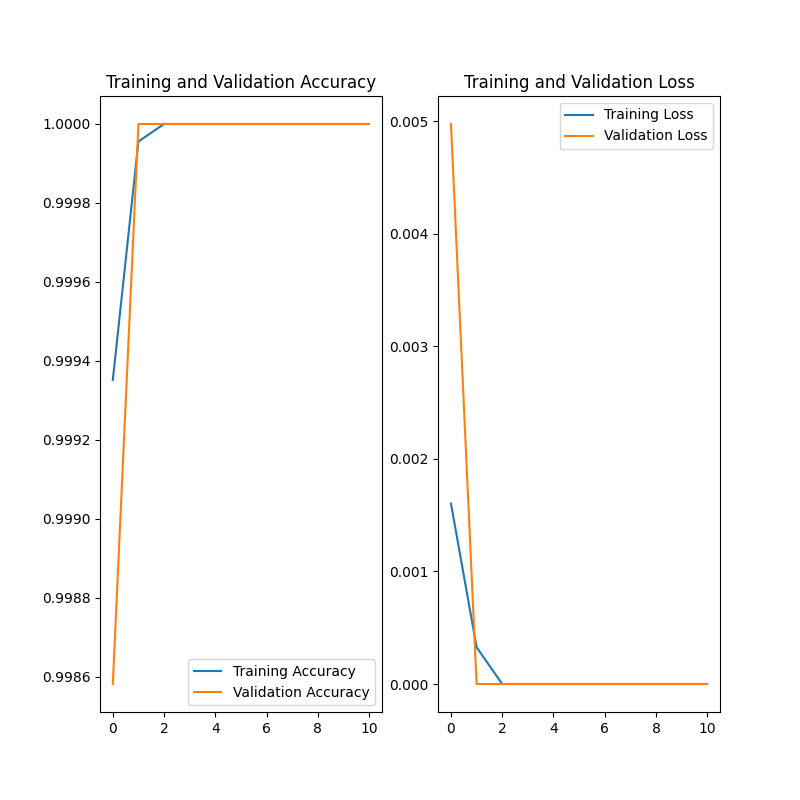 Training and Validation Accuracy
1.0000
0.9998
0.9996
0.9994
0.9992
0.9990
0.9988
0.9986
0 2 4 6 8 10
Training Accuracy
Validation Accuracy
Training and Validation Loss
0.005
0.004
0.003
0.002
0.001
0.000
0 2 4 6 8 10
Training Loss
Validation Loss